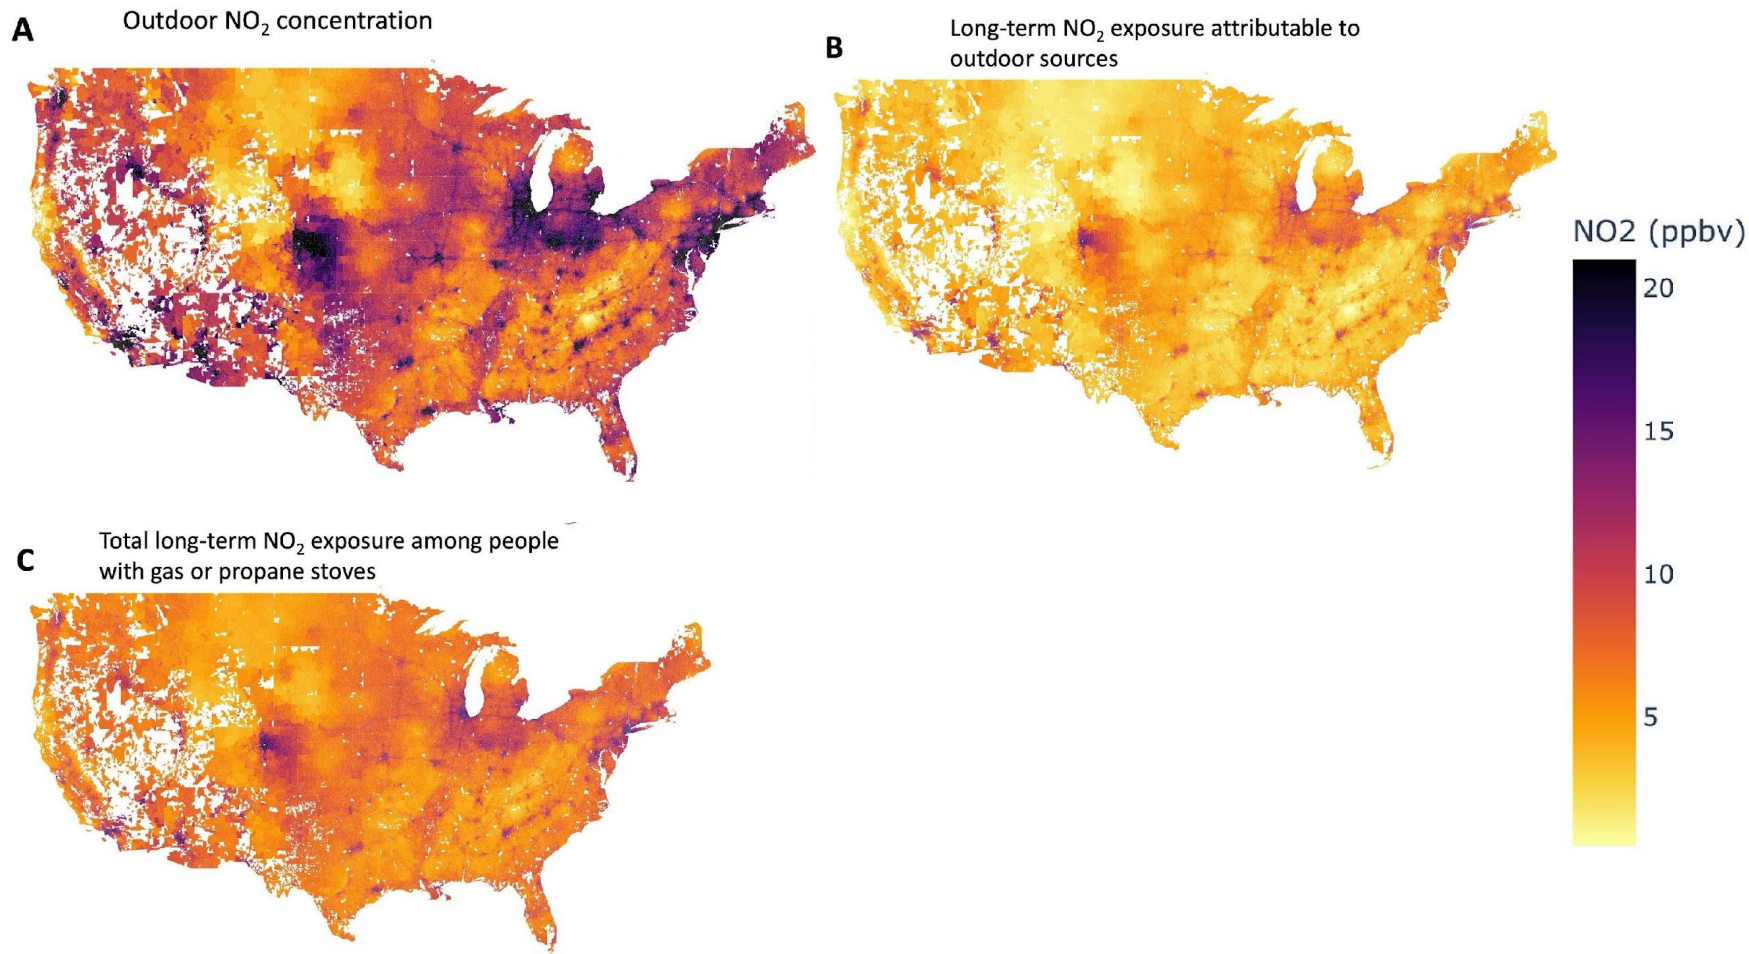 A
Outdoor NO₂ concentration
B
Long-term NO₂ exposure attributable to
outdoor sources
NO2 (ppbv)
20
15
10
5
C
Total long-term NO₂ exposure among people
with gas or propane stoves